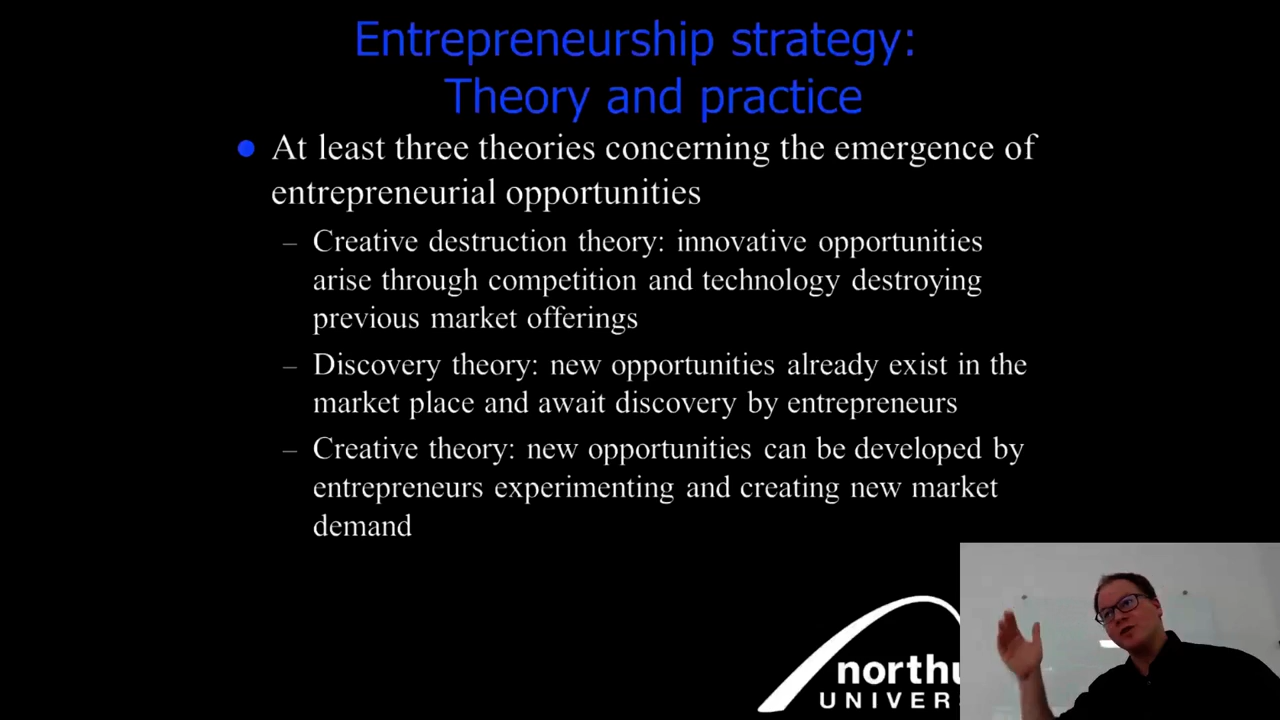 Entrepreneurship strategy:
Theory and practice
● At least three theories concerning the emergence of
entrepreneurial opportunities
– Creative destruction theory: innovative opportunities
arise through competition and technology destroying
previous market offerings
– Discovery theory: new opportunities already exist in the
market place and await discovery by entrepreneurs
– Creative theory: new opportunities can be developed by
entrepreneurs experimenting and creating new market
demand